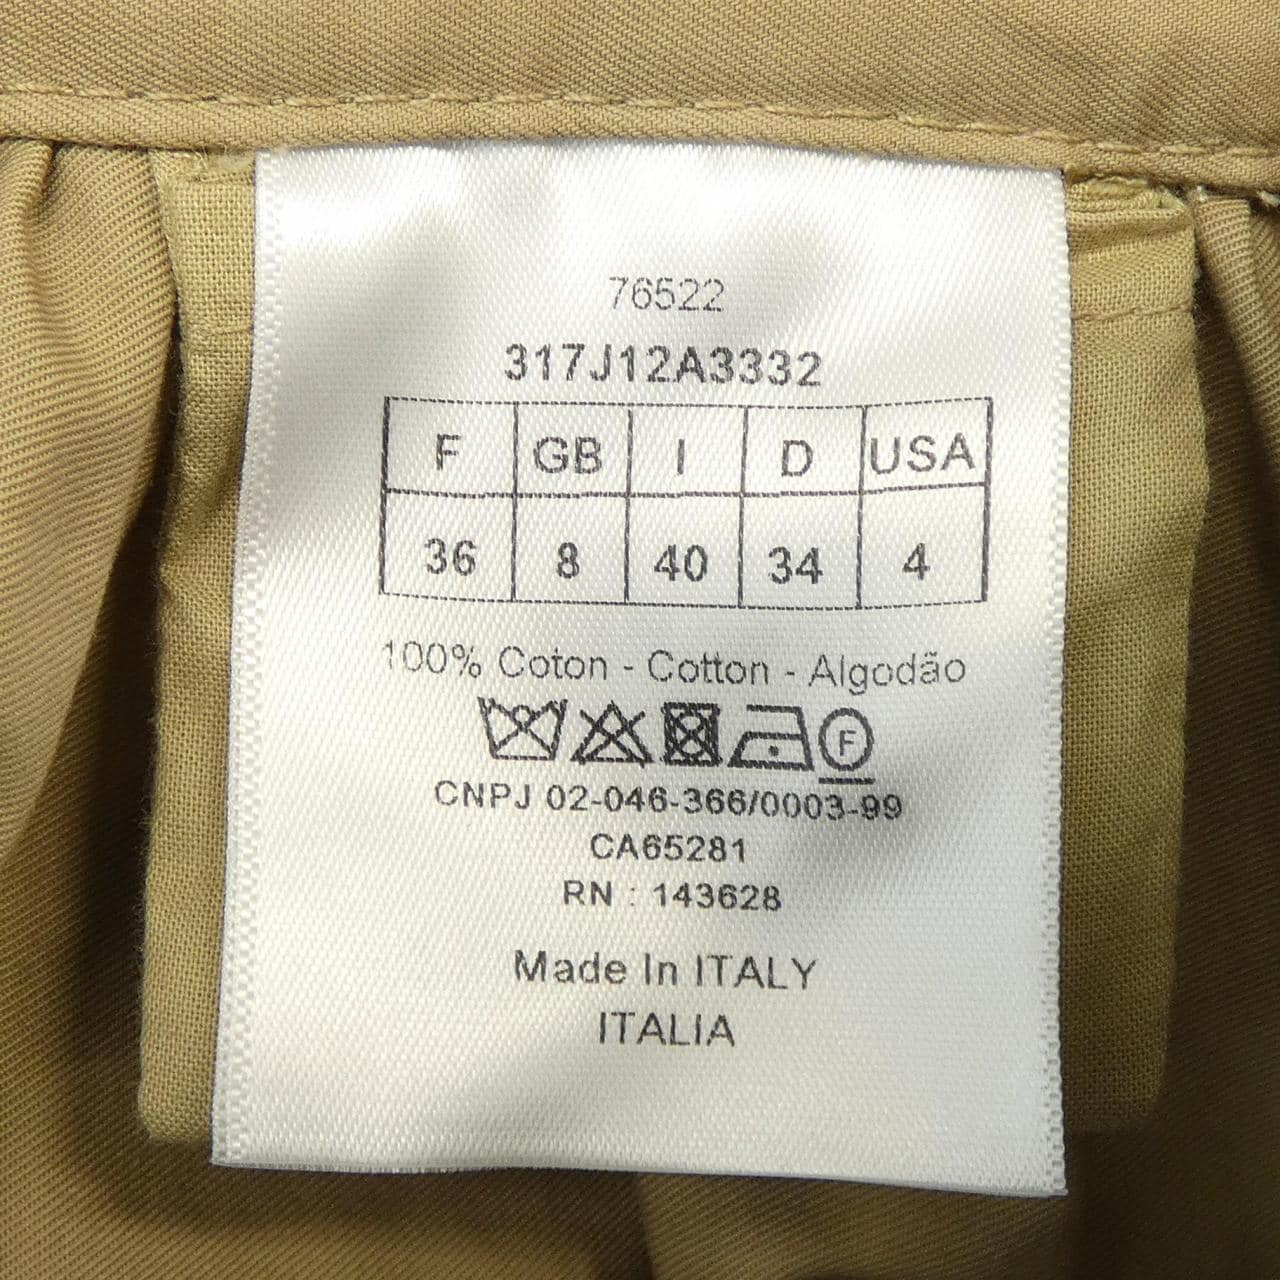 76522
317J12A3332
F GB I D USA
36 8 40 34 4
100% Coton - Cotton - Algodão
F
CNPJ 02-046-366/0003-99
CA65281
RN : 143628
Made In ITALY
ITALIA